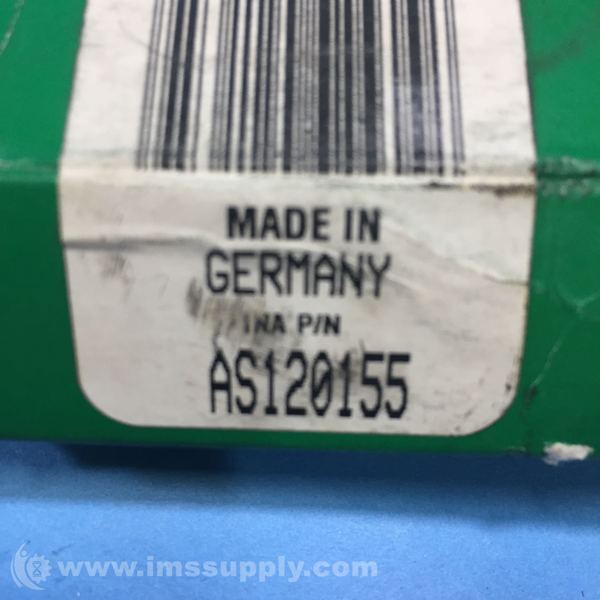 MADE IN
GERMANY
INA P/N
AS120155
www.imssupply.com